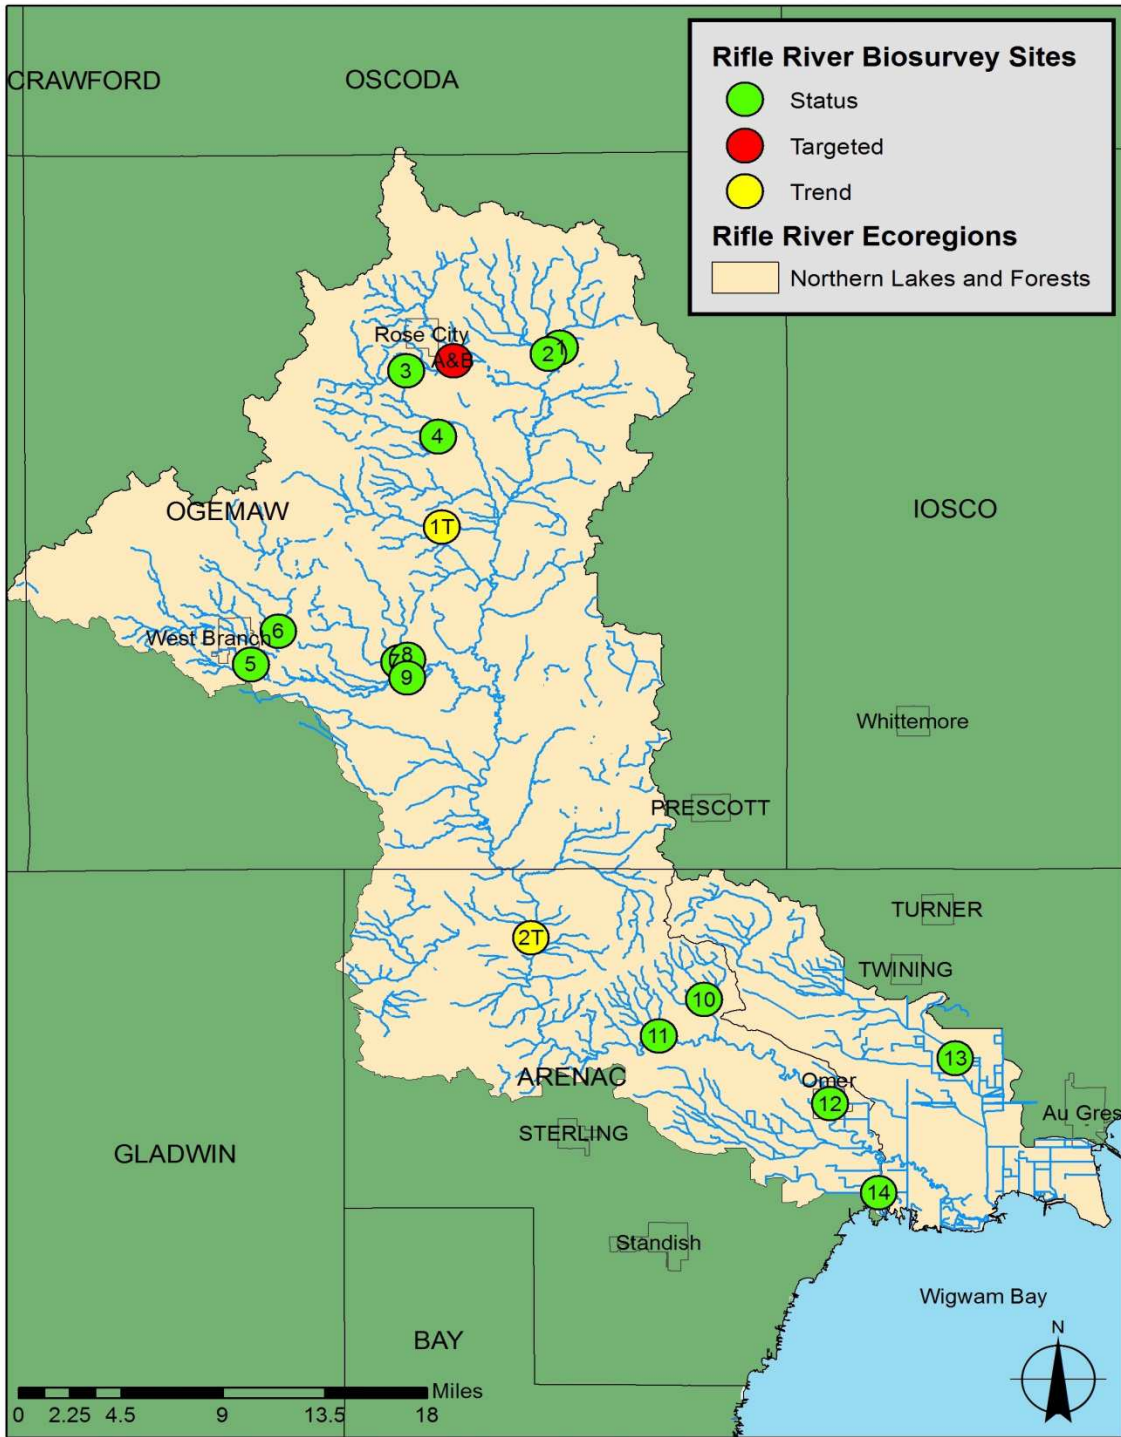 CRAWFORD
OSCODA
Rifle River Biosurvey Sites
Status
Targeted
Trend
Rifle River Ecoregions
Northern Lakes and Forests
Rose City
A&B
1
2
3
4
OGEMAW
IOSCO
1T
6
West Branch
5
8
7
9
Whittemore
PRESCOTT
TURNER
2T
TWINING
10
11
13
ARENAC
Omer
12
Au Gres
STERLING
GLADWIN
14
Standish
Wigwam Bay
BAY
N
Miles
0 2.25 4.5 9 13.5 18